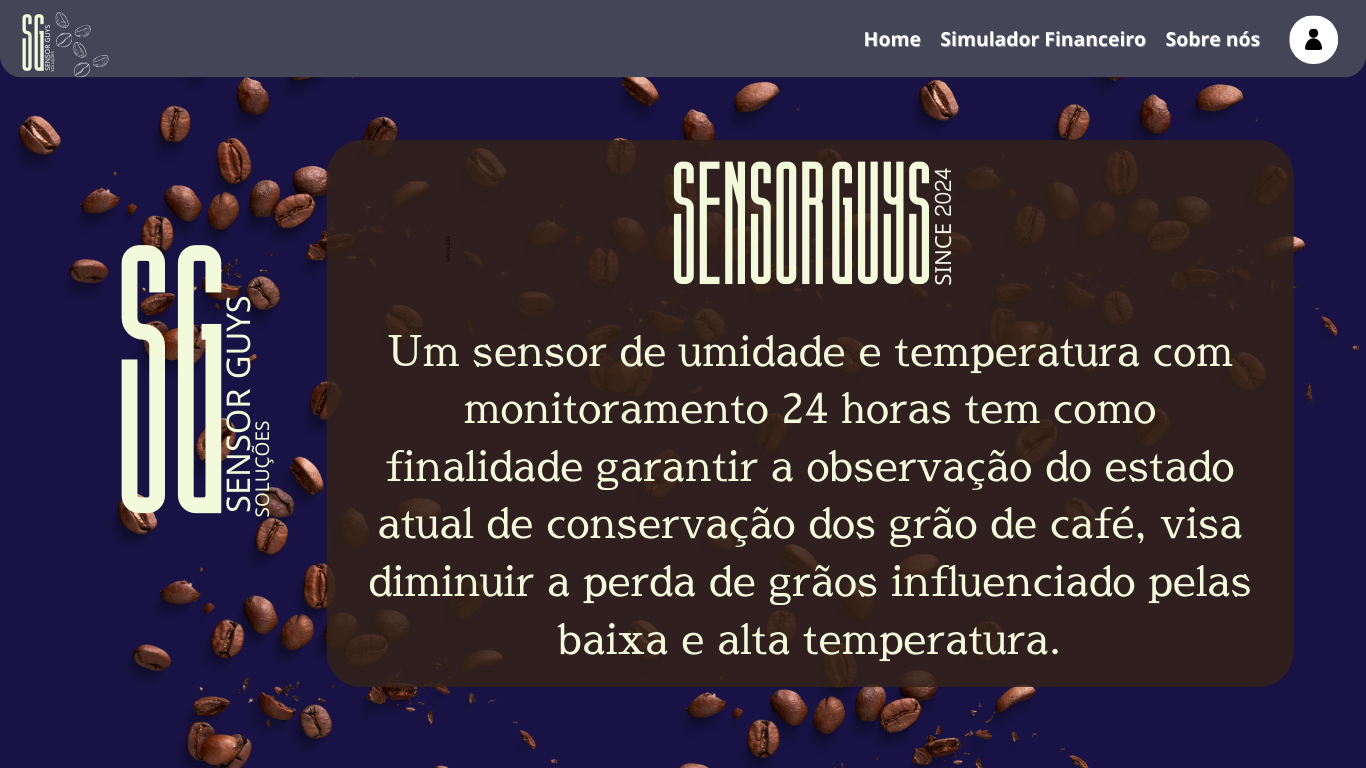 SG
SENSOR GUYS
SOLUÇÕES
Home
Simulador Financeiro
Sobre nós
SG
SENSOR GUYS
SOLUÇÕES
SENSOR GUYS
SINCE 2024
Um sensor de umidade e temperatura com
monitoramento 24 horas tem como
finalidade garantir a observação do estado
atual de conservação dos grão de café, visa
diminuir a perda de grãos influenciado pelas
baixa e alta temperatura.